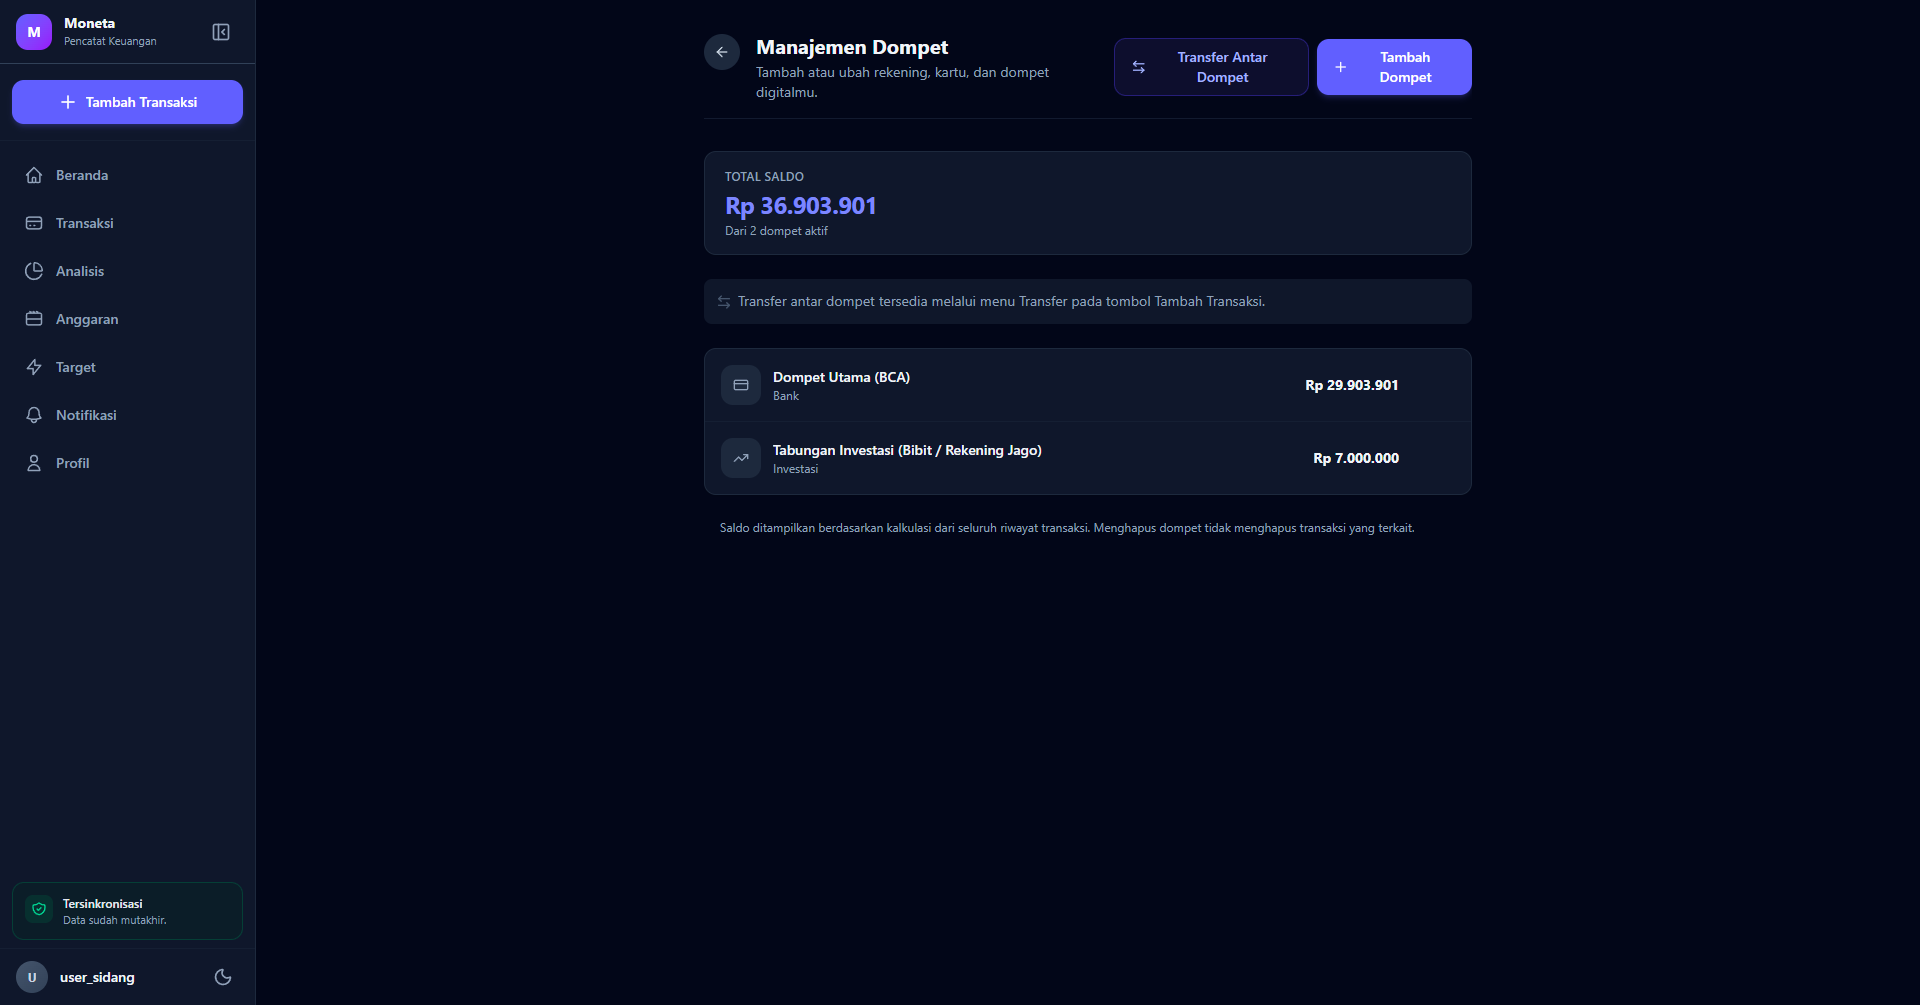 M
Moneta
Pencatat Keuangan
Tambah Transaksi
Beranda
Transaksi
Analisis
Anggaran
Target
Notifikasi
Profil
Tersinkronisasi
Data sudah mutakhir.
U
user_sidang
Manajemen Dompet
Tambah atau ubah rekening, kartu, dan dompet
digitalmu.
Transfer Antar
Dompet
Tambah
Dompet
TOTAL SALDO
Rp 36.903.901
Dari 2 dompet aktif
Transfer antar dompet tersedia melalui menu Transfer pada tombol Tambah Transaksi.
Dompet Utama (BCA)
Bank
Rp 29.903.901
Tabungan Investasi (Bibit / Rekening Jago)
Investasi
Rp 7.000.000
Saldo ditampilkan berdasarkan kalkulasi dari seluruh riwayat transaksi. Menghapus dompet tidak menghapus transaksi yang terkait.